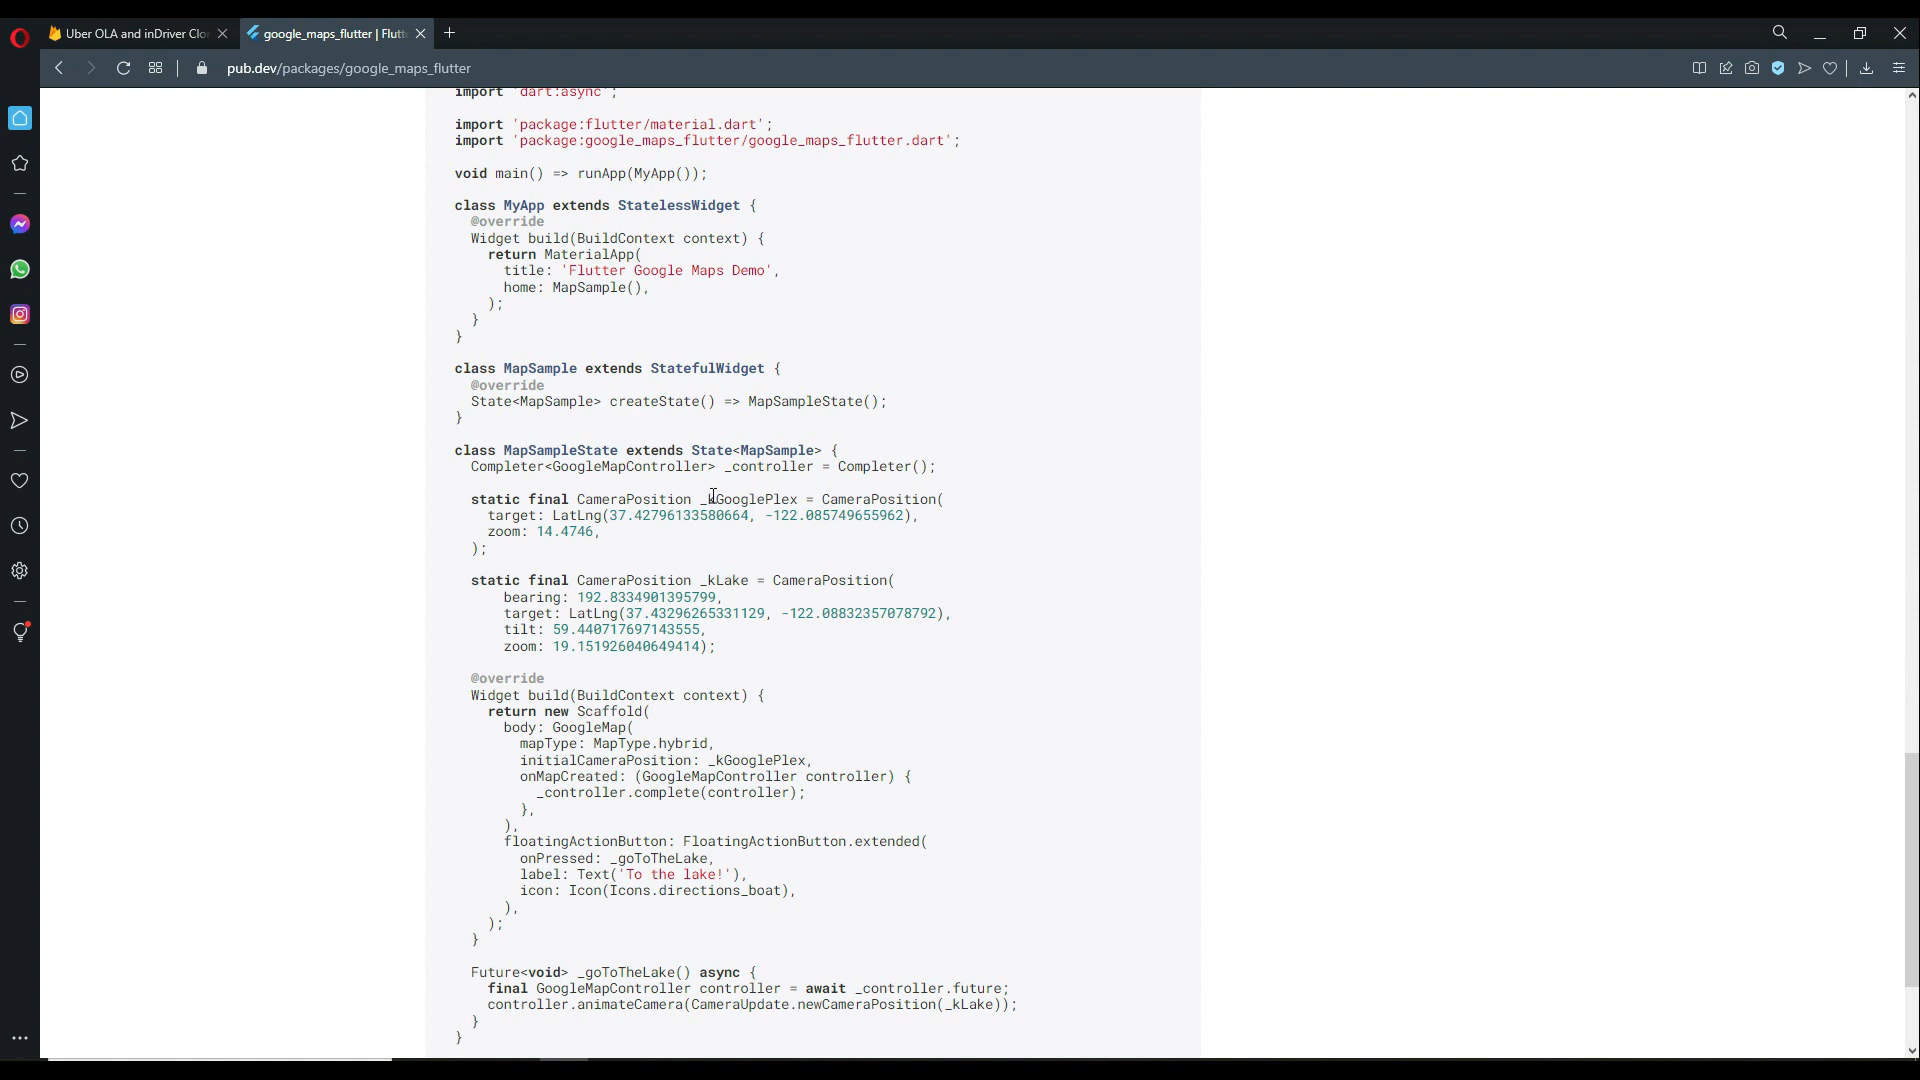 Uber OLA and inDriver Clo
google_maps_flutter | Flutt
pub.dev/packages/google_maps_flutter
import 'dart:async';
import 'package:flutter/material.dart';
import 'package:google_maps_flutter/google_maps_flutter.dart';
void main() => runApp(MyApp());
class MyApp extends StatelessWidget {
@override
Widget build(BuildContext context) {
return MaterialApp(
title: 'Flutter Google Maps Demo',
home: MapSample(),
);
}
}
class MapSample extends StatefulWidget {
@override
State<MapSample> createState() => MapSampleState();
}
class MapSampleState extends State<MapSample> {
Completer<GoogleMapController> _controller = Completer();
static final CameraPosition _kGooglePlex = CameraPosition(
target: LatLng(37.42796133580664, -122.085749655962),
zoom: 14.4746,
);
static final CameraPosition _kLake = CameraPosition(
bearing: 192.8334901395799,
target: LatLng(37.43296265331129, -122.08832357078792),
tilt: 59.440717697143555,
zoom: 19.151926040649414);
@override
Widget build(BuildContext context) {
return new Scaffold(
body: GoogleMap(
mapType: MapType.hybrid,
initialCameraPosition: _kGooglePlex,
onMapCreated: (GoogleMapController controller) {
_controller.complete(controller);
},
),
floatingActionButton: FloatingActionButton.extended(
onPressed: _goToTheLake,
label: Text('To the lake!'),
icon: Icon(Icons.directions_boat),
),
);
}
Future<void> _goToTheLake() async {
final GoogleMapController controller = await _controller.future;
controller.animateCamera(CameraUpdate.newCameraPosition(_kLake));
}
}